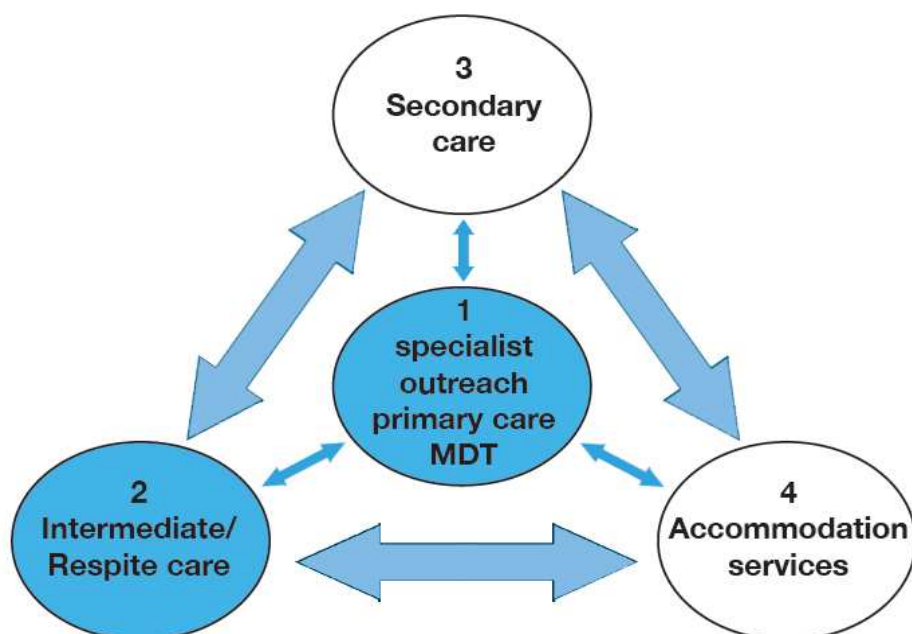 3
Secondary
care
1
specialist
outreach
primary care
MDT
2
Intermediate/
Respite care
4
Accommodation
services